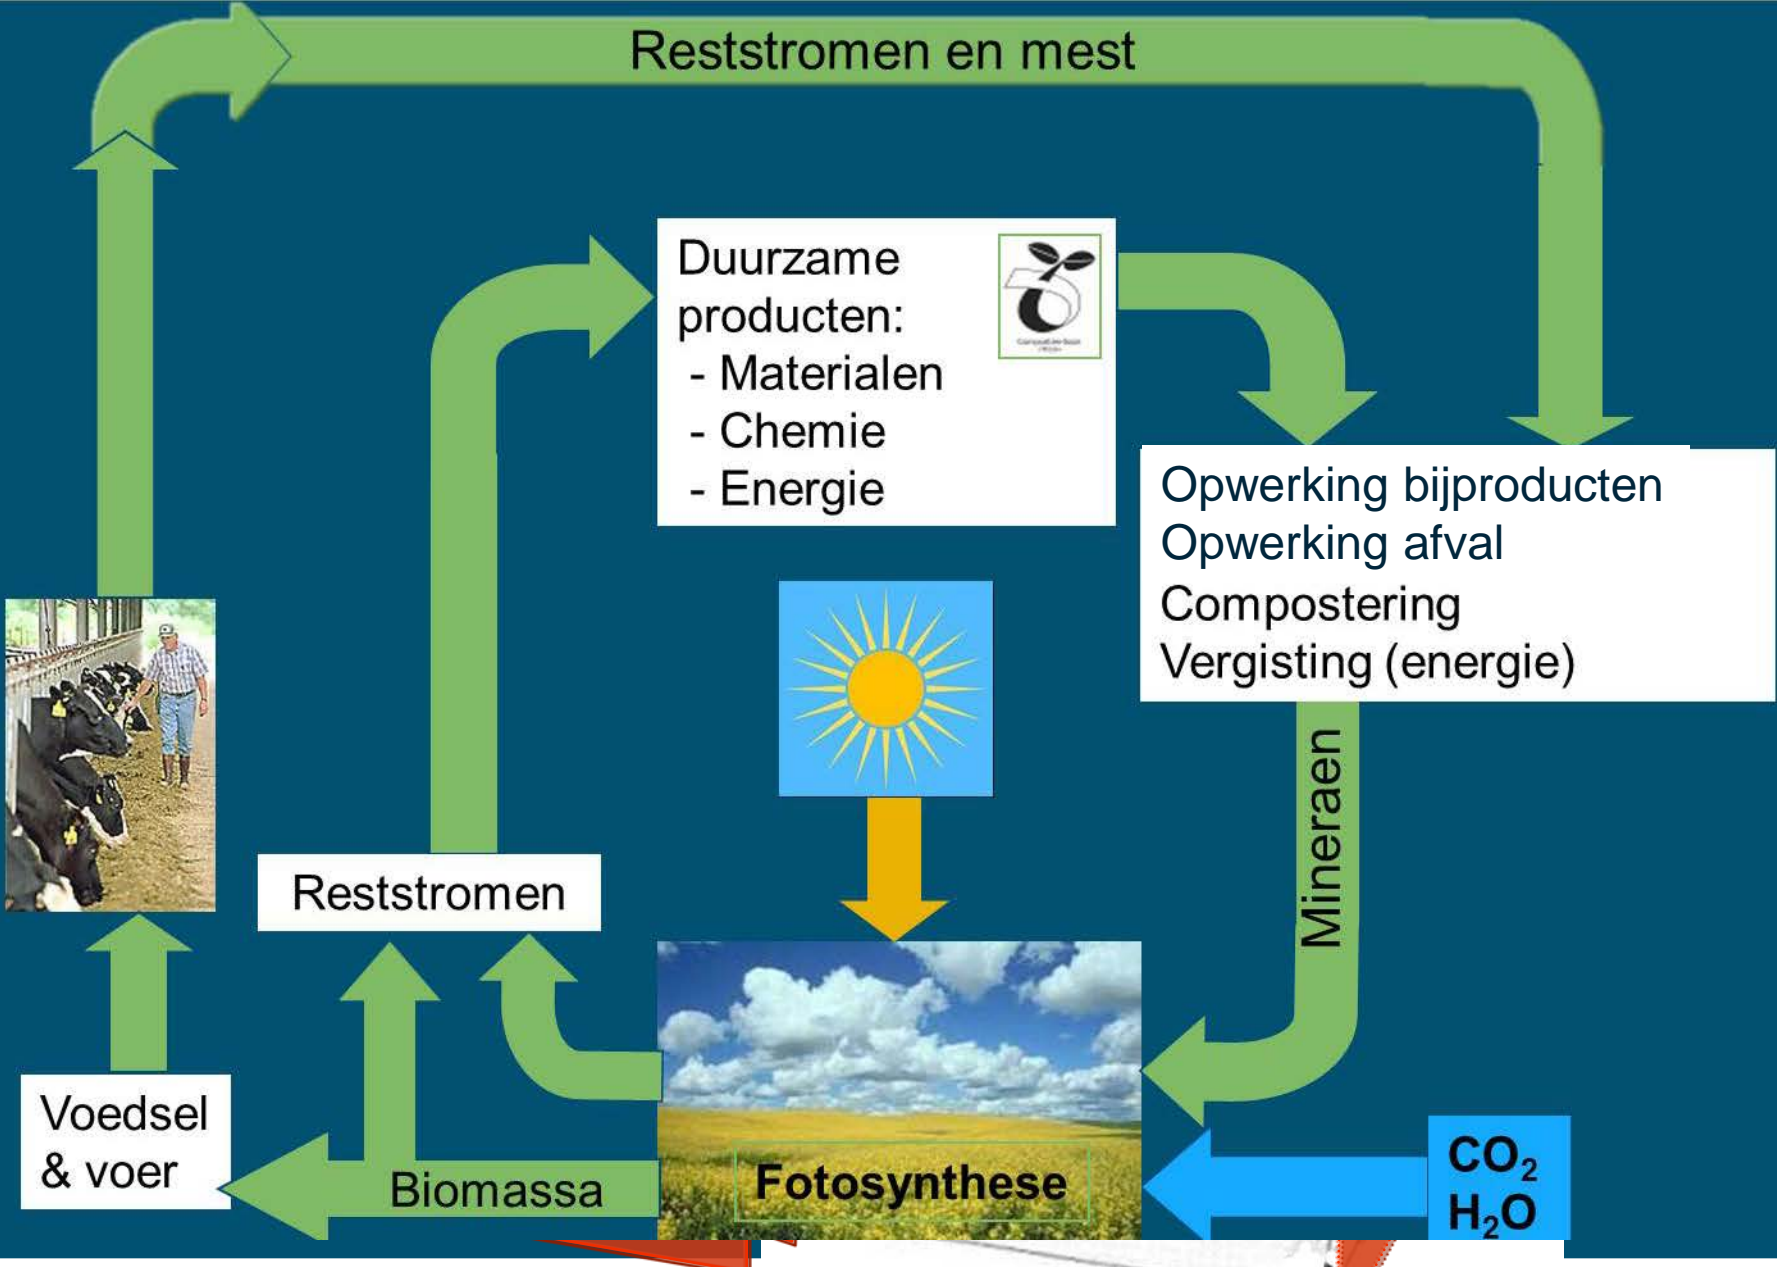 Reststromen en mest
Duurzame
producten:
- Materialen
- Chemie
- Energie
Opwerking bijproducten
Opwerking afval
Compostering
Vergisting (energie)
Mineraen
Reststromen
Voedsel
& voer
Biomassa
Fotosynthese
CO₂
H₂O